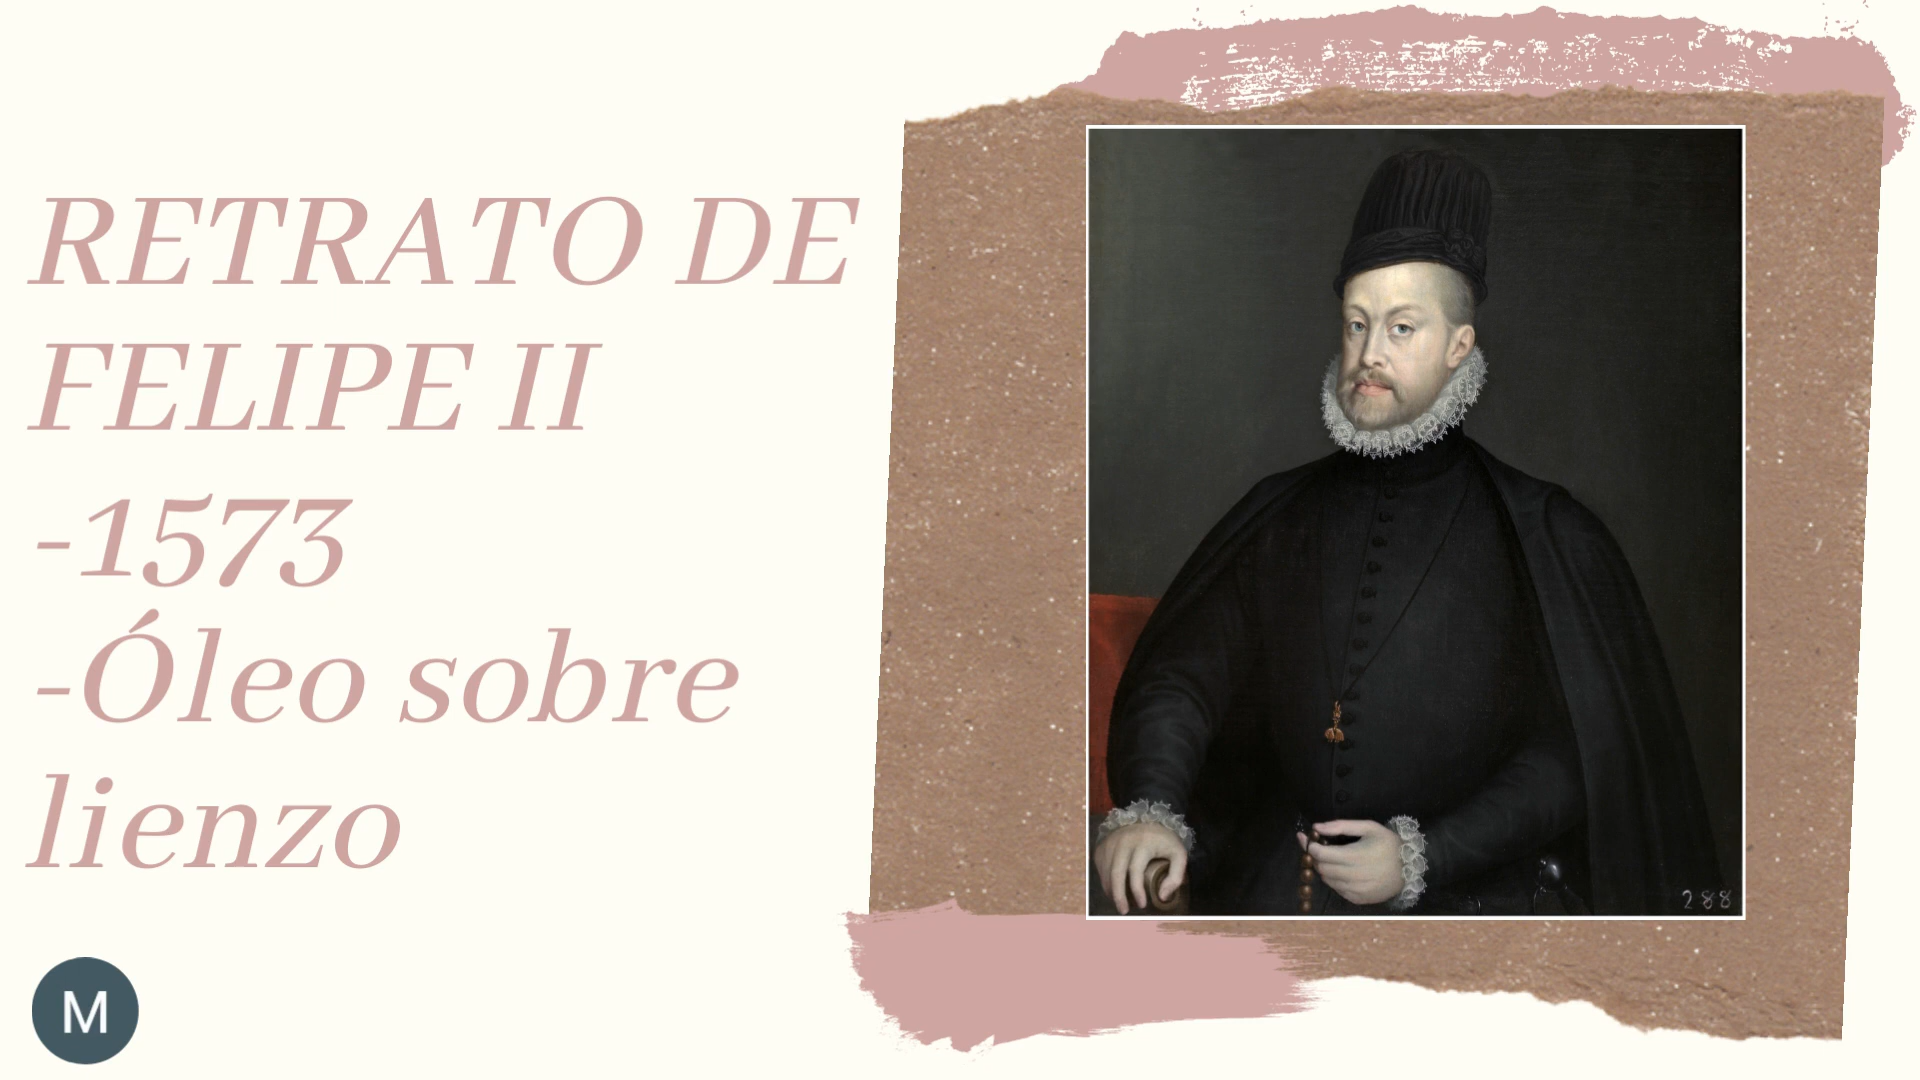 RETRATO DE
FELIPE II
-1573
-Óleo sobre
lienzo
M
288